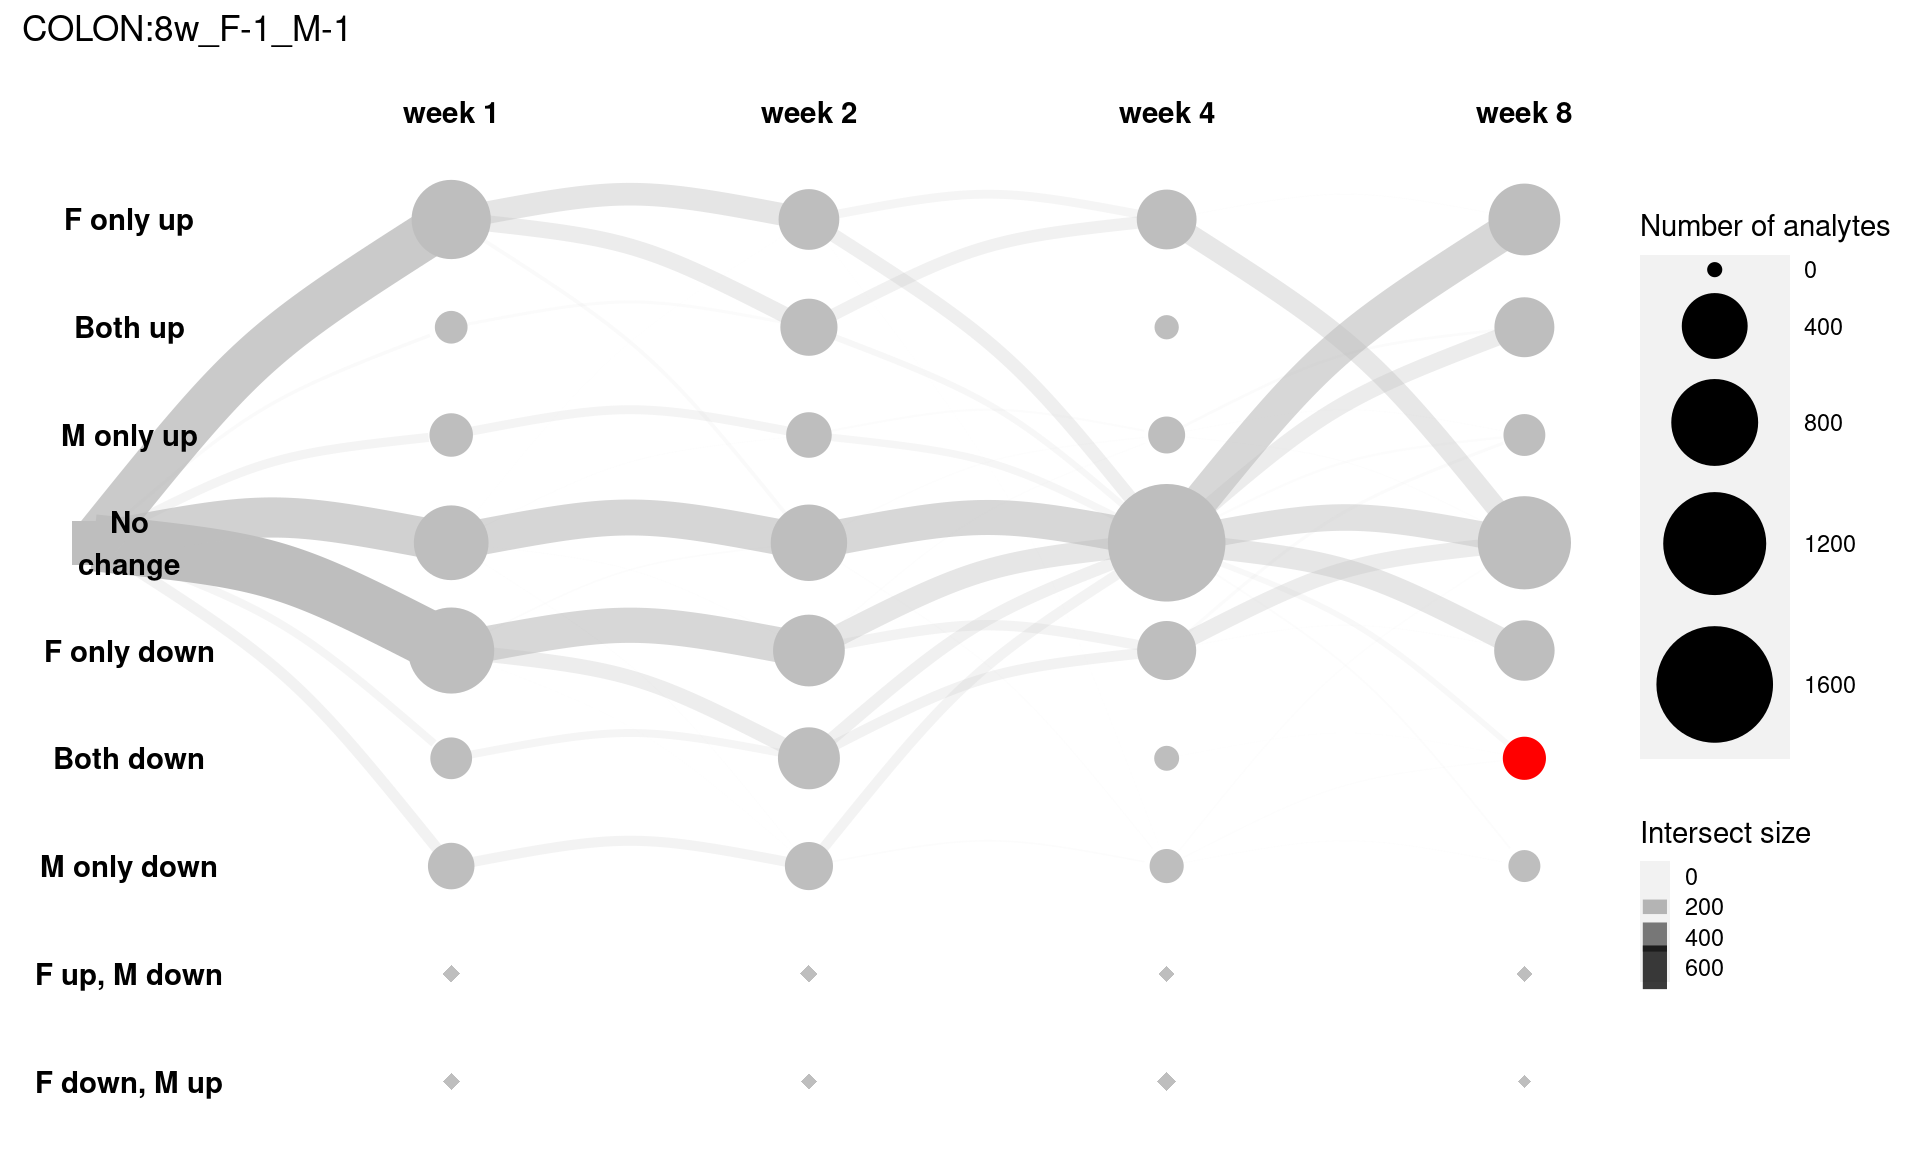 COLON:8w_F-1_M-1
week 1 week 2 week 4 week 8
F only up
Both up
M only up
No
change
F only down
Both down
M only down
F up, M down
F down, M up
Number of analytes
0
400
800
1200
1600
Intersect size
0
200
400
600